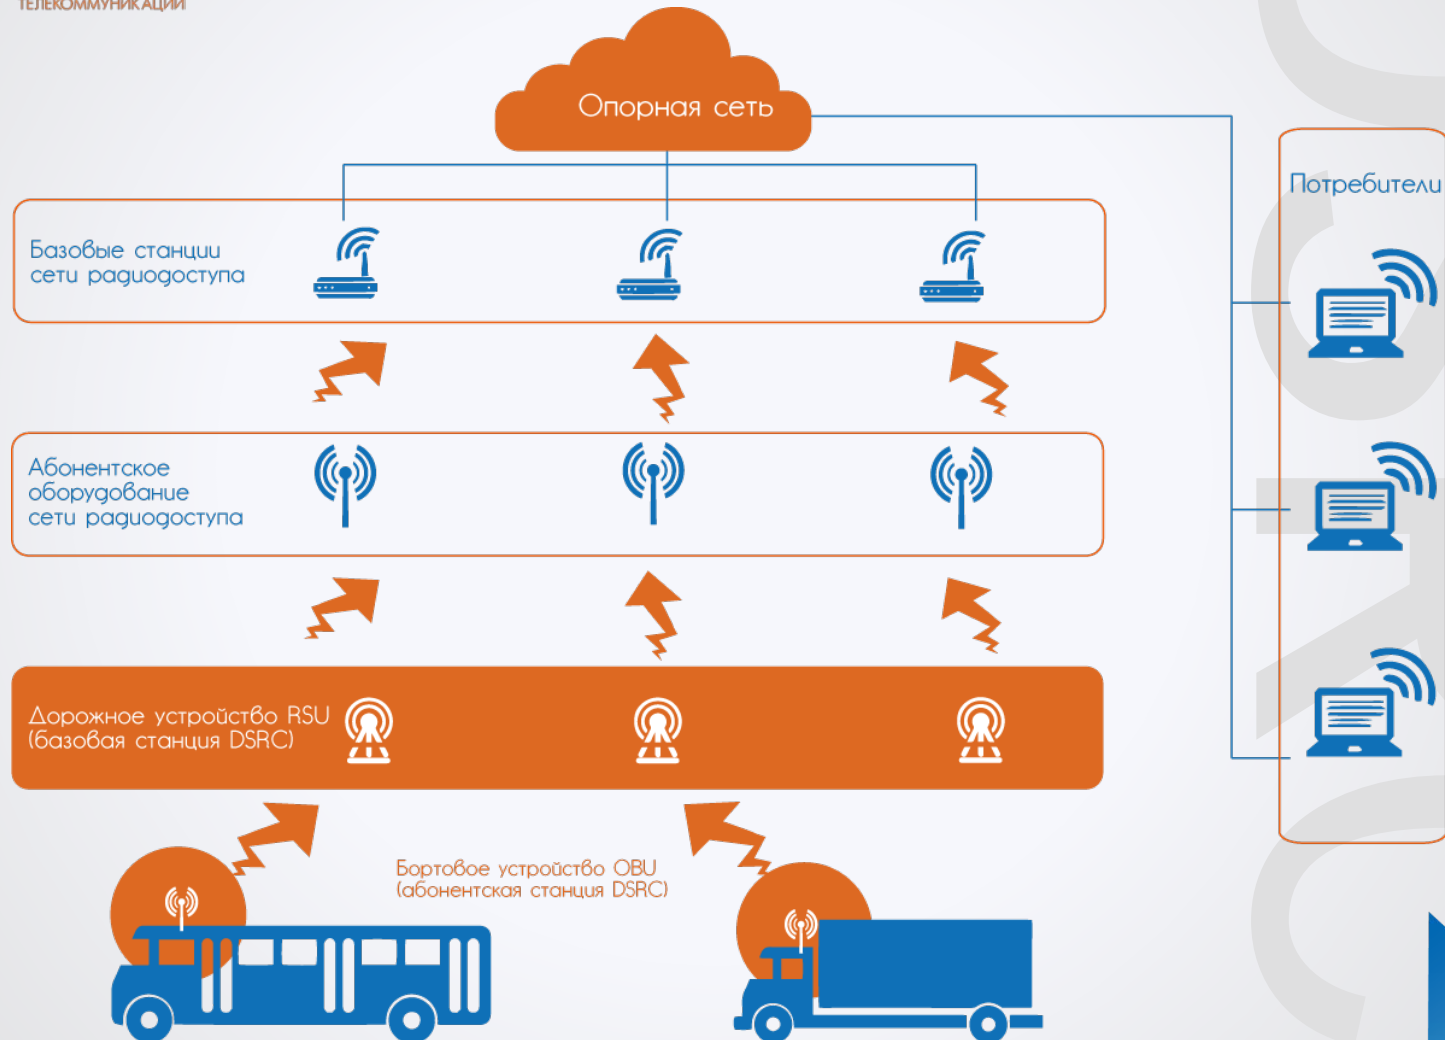 ТЕЛЕКОММУНИКАЦИИ
Опорная сеть
Потребители
Базовые станции
сети радиодоступа
Абонентское
оборудование
сети радиодоступа
Дорожное устройство RSU
(базовая станция DSRC)
Бортовое устройство OBU
(абонентская станция DSRC)